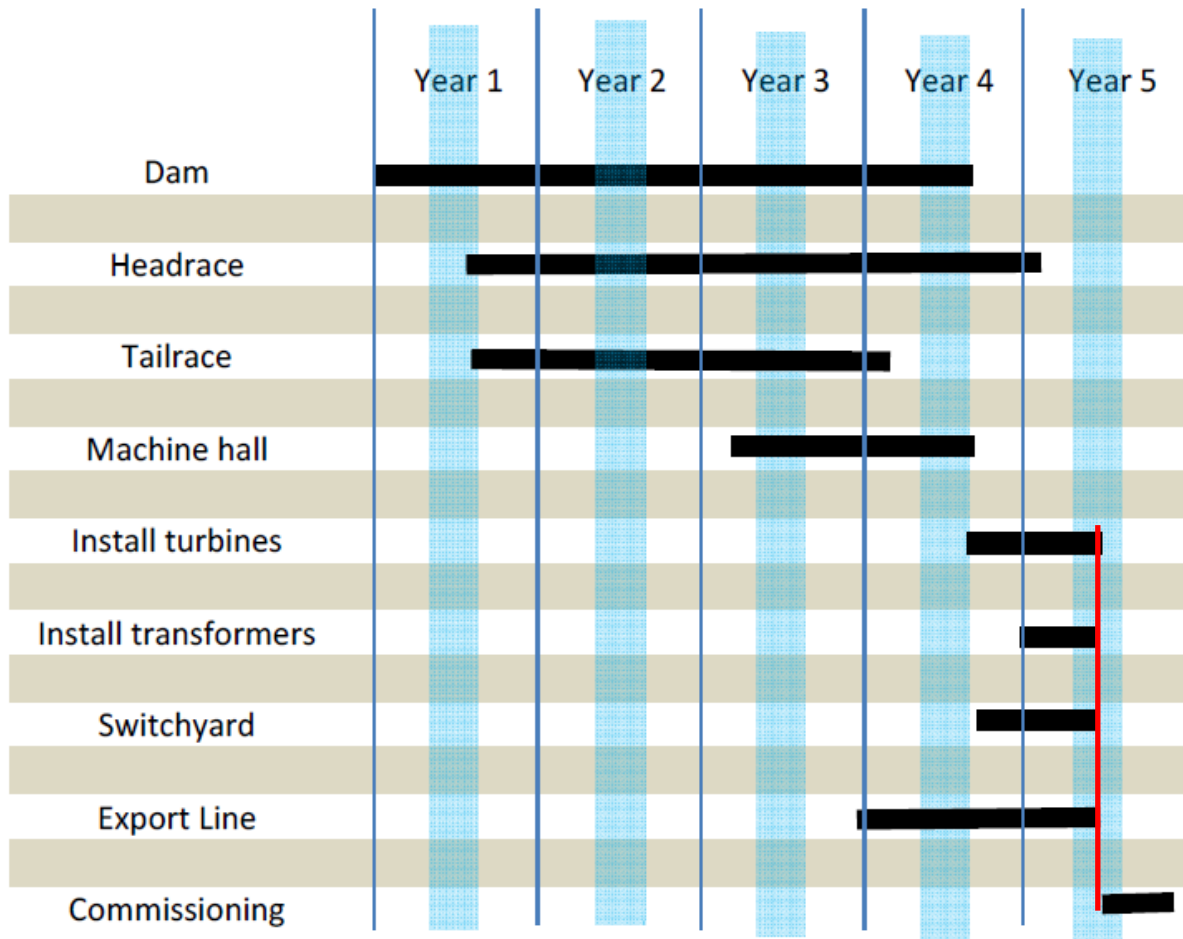 Year 1 Year 2 Year 3 Year 4 Year 5
Dam
Headrace
Tailrace
Machine hall
Install turbines
Install transformers
Switchyard
Export Line
Commissioning